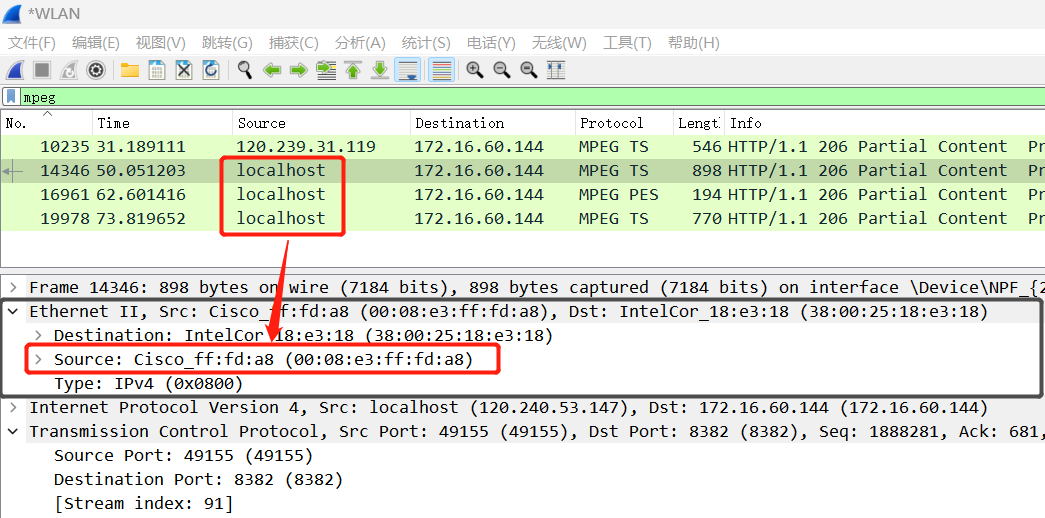 *WLAN
文件(F) 编辑(E) 视图(V) 跳转(G) 捕获(C) 分析(A) 统计(S) 电话(Y) 无线(W) 工具(T) 帮助(H)
mpeg
No. Time Source Destination Protocol Lengt Info
10235 31.189111 120.239.31.119 172.16.60.144 MPEG TS 546 HTTP/1.1 206 Partial Content Pr
14346 50.051203 localhost 172.16.60.144 MPEG TS 898 HTTP/1.1 206 Partial Content Pr
16961 62.601416 localhost 172.16.60.144 MPEG PES 194 HTTP/1.1 206 Partial Content Pr
19978 73.819652 localhost 172.16.60.144 MPEG TS 770 HTTP/1.1 206 Partial Content Pr
Frame 14346: 898 bytes on wire (7184 bits), 898 bytes captured (7184 bits) on interface \Device\NPF_{2
Ethernet II, Src: Cisco_ff:fd:a8 (00:08:e3:ff:fd:a8), Dst: IntelCor_18:e3:18 (38:00:25:18:e3:18)
Destination: IntelCor_18:e3:18 (38:00:25:18:e3:18)
Source: Cisco_ff:fd:a8 (00:08:e3:ff:fd:a8)
Type: IPv4 (0x0800)
Internet Protocol Version 4, Src: localhost (120.240.53.147), Dst: 172.16.60.144 (172.16.60.144)
Transmission Control Protocol, Src Port: 49155 (49155), Dst Port: 8382 (8382), Seq: 1888281, Ack: 681,
Source Port: 49155 (49155)
Destination Port: 8382 (8382)
[Stream index: 91]